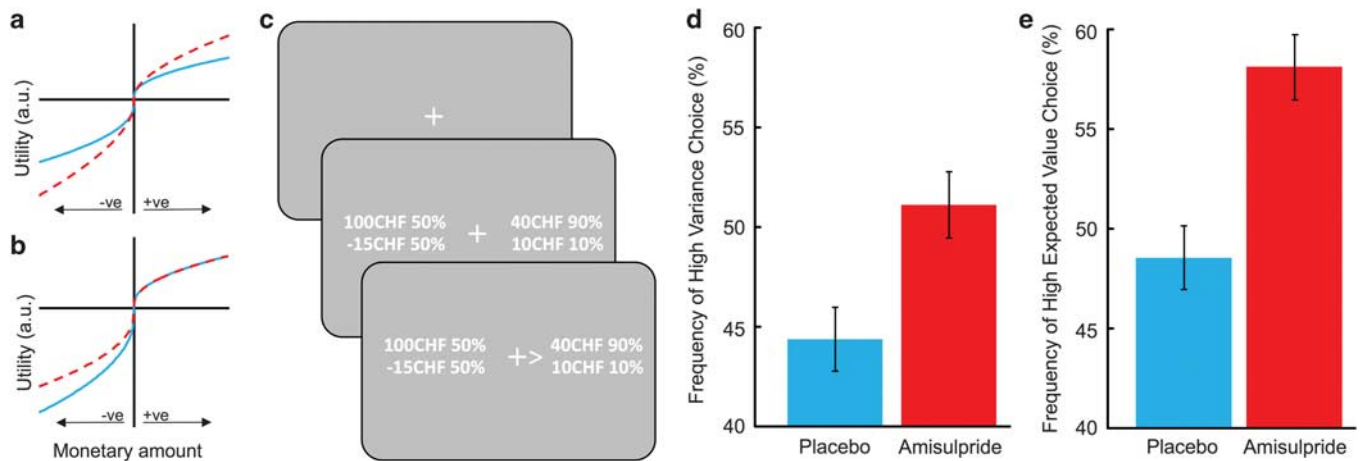 a
Utility (a.u.)
-ve +ve
b
Utility (a.u.)
-ve +ve
Monetary amount
c
+
100CHF 50% + 40CHF 90%
-15CHF 50% 10CHF 10%
100CHF 50% +> 40CHF 90%
-15CHF 50% 10CHF 10%
d
Frequency of High Variance Choice (%)
60
55
50
45
40
Placebo Amisulpride
e
Frequency of High Expected Value Choice (%)
60
55
50
45
40
Placebo Amisulpride